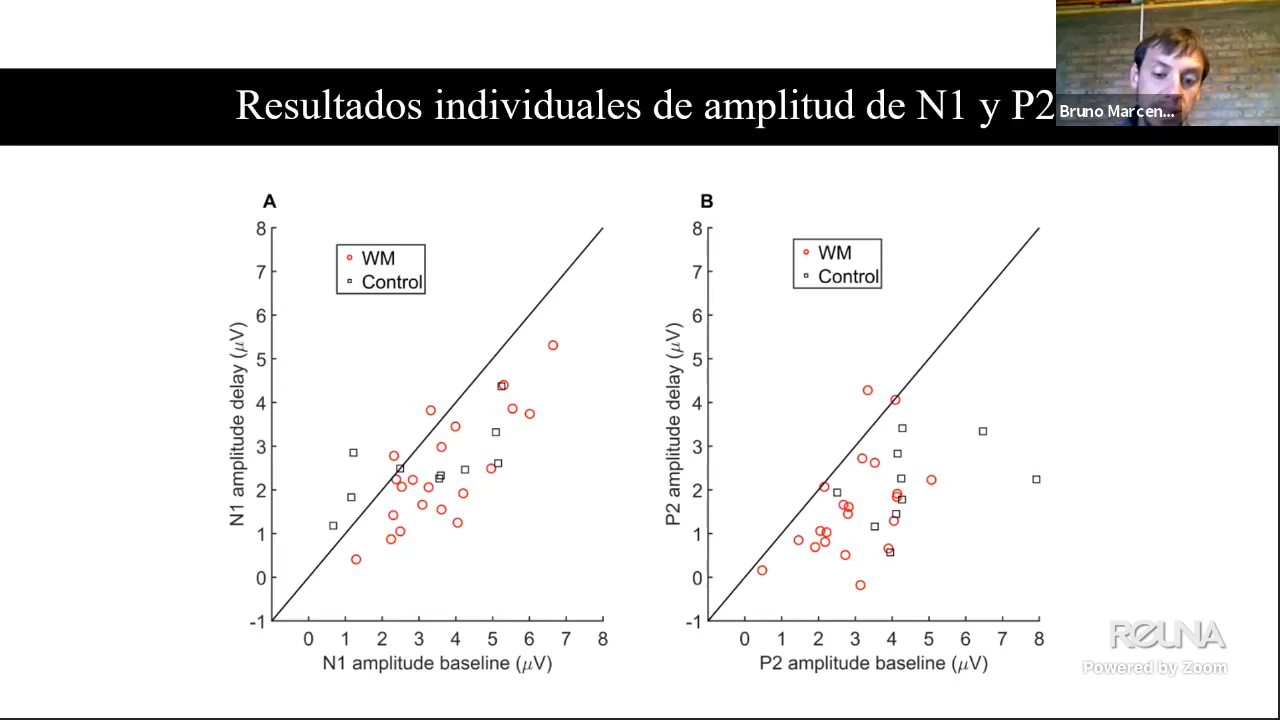 Resultados individuales de amplitud de N1 y P2
Bruno Marcen...
A
8
7
6
5
4
3
2
1
0
-1
N1 amplitude delay (μV)
WM
Control
0 1 2 3 4 5 6 7 8
N1 amplitude baseline (μV)
B
8
7
6
5
4
3
2
1
0
-1
P2 amplitude delay (μV)
WM
Control
0 1 2 3 4 5 6 7 8
P2 amplitude baseline (μV)
REUNA
Powered by Zoom